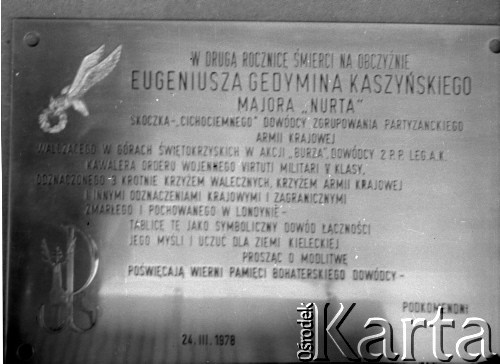 W DRUGĄ ROCZNICĘ ŚMIERCI NA OBCZYŹNIE
EUGENIUSZA GEDYMINA KASZYŃSKIEGO
MAJORA „NURTA"
SKOCZKA-„CICHOCIEMNEGO" DOWÓDCY ZGRUPOWANIA PARTYZANCKIEGO
ARMII KRAJOWEJ
WALCZĄCEGO W GÓRACH ŚWIĘTOKRZYSKICH W AKCJI „BURZA", DOWÓDCY 2 P.P. LEG. A.K.
KAWALERA ORDERU WOJENNEGO VIRTUTI MILITARI V KLASY,
ODZNACZONEGO 3 KROTNIE KRZYŻEM WALECZNYCH, KRZYŻEM ARMII KRAJOWEJ
I INNYMI ODZNACZENIAMI KRAJOWYMI I ZAGRANICZNYMI
ZMARŁEGO I POCHOWANEGO W LONDYNIE-
TABLICĘ TĘ JAKO SYMBOLICZNY DOWÓD ŁĄCZNOŚCI
JEGO MYŚLI I UCZUĆ DLA ZIEMI KIELECKIEJ
PROSZĄC O MODLITWĘ
POŚWIĘCAJĄ WIERNI PAMIĘCI BOHATERSKIEGO DOWÓDCY-
PODKOMENDNI
24. III. 1978
Ośrodek
Karta